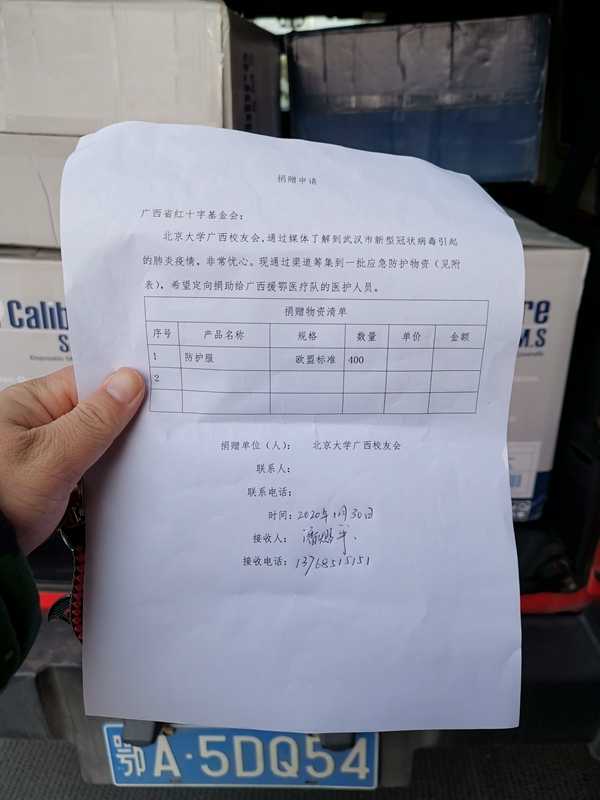 捐赠申请
广西省红十字基金会：
北京大学广西校友会，通过媒体了解到武汉市新型冠状病毒引起
的肺炎疫情，非常忧心。现通过渠道筹集到一批应急防护物资（见附
表），希望定向捐助给广西援鄂医疗队的医护人员。
捐赠物资清单
序号 产品名称 规格 数量 单价 金额
1 防护服 欧盟标准 400
2
捐赠单位（人）： 北京大学广西校友会
联系人：
联系电话：
时间：2020年1月30日
接收人：
接收电话：13768515151
Calib
S
re
M.S
鄂A·5DQ54